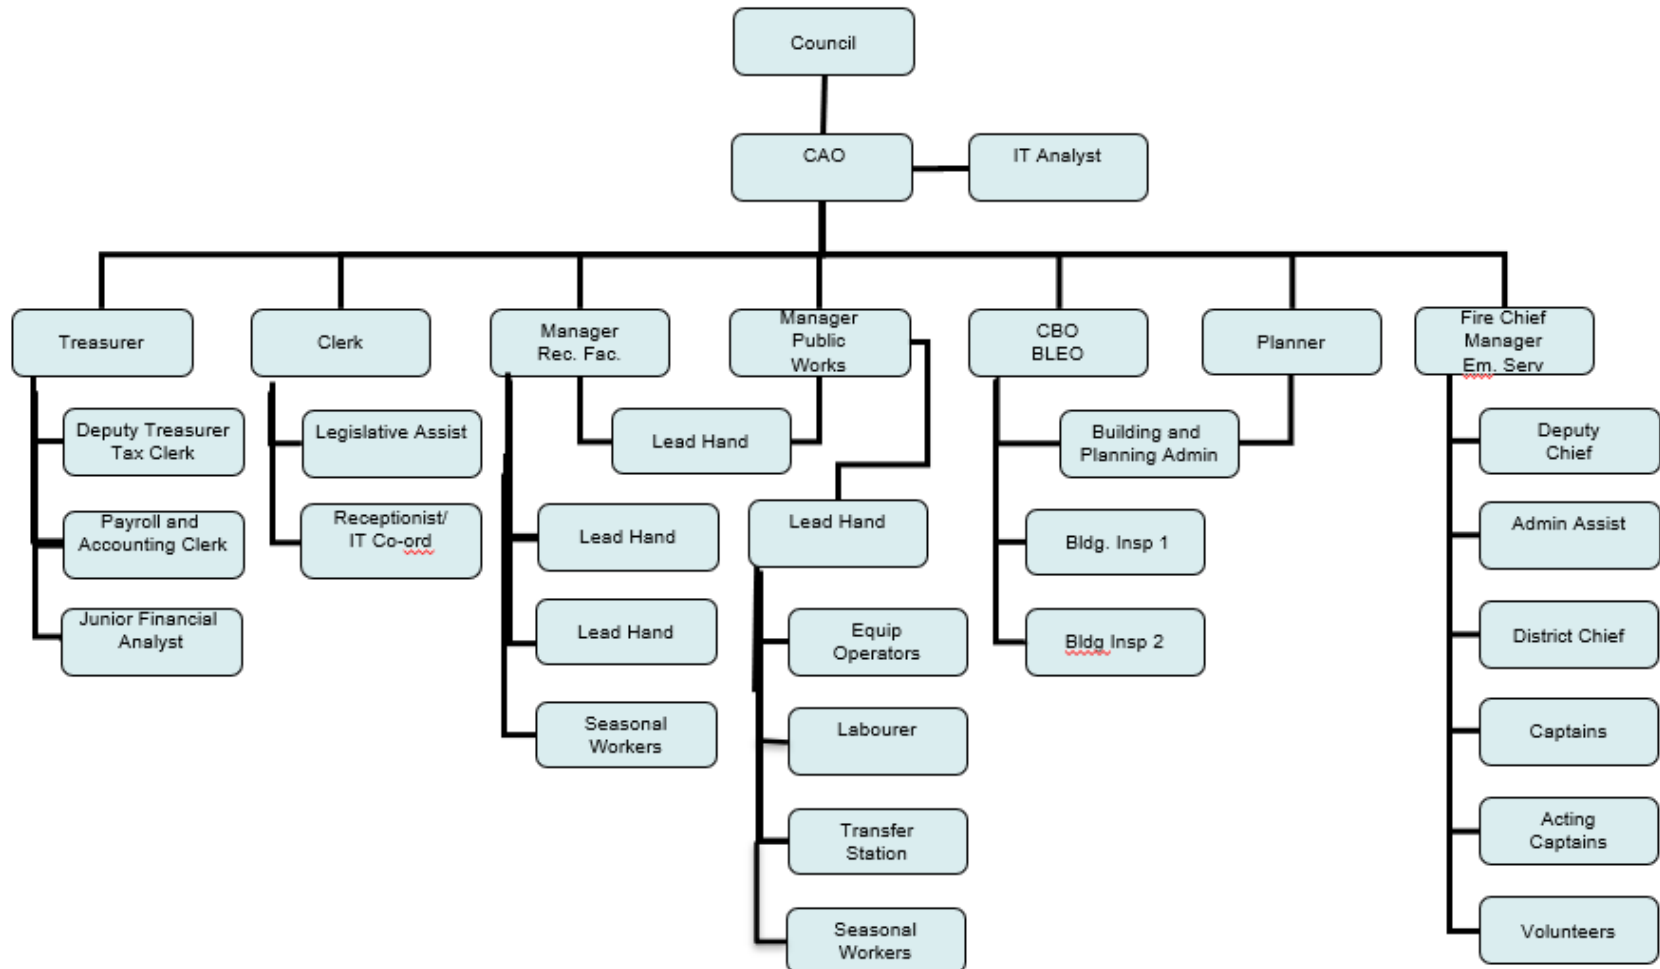 Council
CAO
IT Analyst
Treasurer
Clerk
Manager
Rec. Fac.
Manager
Public
Works
CBO
BLEO
Planner
Fire Chief
Manager
Em. Serv
Deputy Treasurer
Tax Clerk
Legislative Assist
Lead Hand
Building and
Planning Admin
Deputy
Chief
Payroll and
Accounting Clerk
Receptionist/
IT Co-ord
Lead Hand
Lead Hand
Bldg. Insp 1
Admin Assist
Junior Financial
Analyst
Lead Hand
Equip
Operators
Bldg Insp 2
District Chief
Seasonal
Workers
Labourer
Captains
Transfer
Station
Acting
Captains
Seasonal
Workers
Volunteers